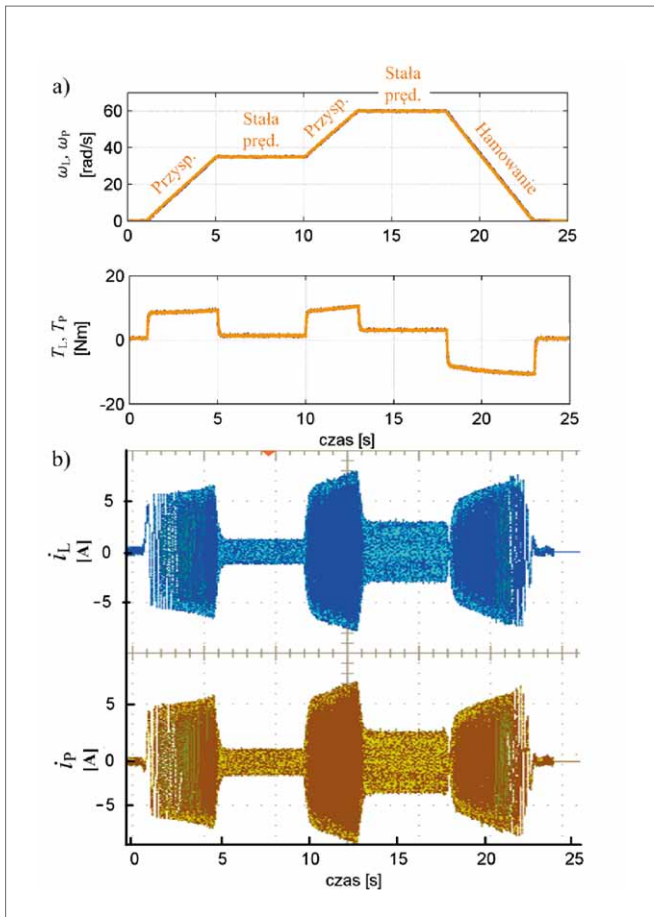 a)
Stała
pręd.
Przysp.
Stała
pręd.
Przysp.
Hamowanie
ωL, ωP
[rad/s]
60
40
20
0
0 5 10 15 20 25
TL, TP
[Nm]
20
0
-20
0 5 10 15 20 25
czas [s]
b)
iL
[A]
5
0
−5
iP
[A]
5
0
−5
0 5 10 15 20 25
czas [s]